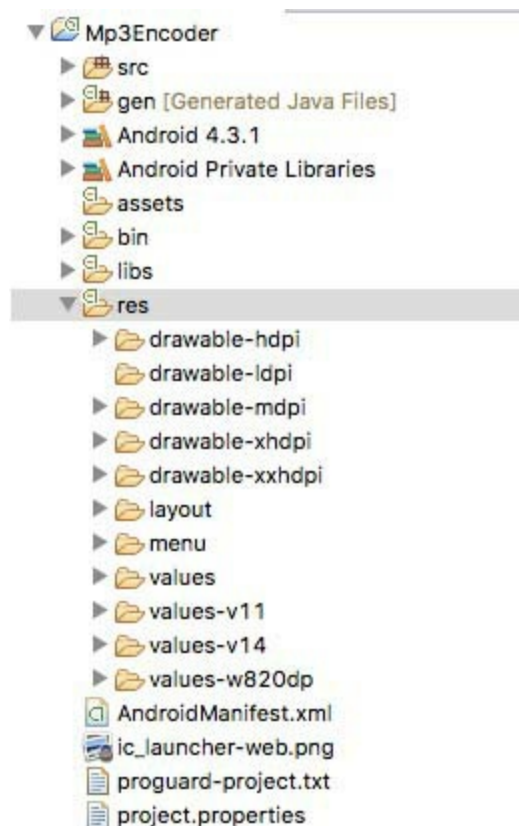 Mp3Encoder
src
gen [Generated Java Files]
Android 4.3.1
Android Private Libraries
assets
bin
libs
res
drawable-hdpi
drawable-ldpi
drawable-mdpi
drawable-xhdpi
drawable-xxhdpi
layout
menu
values
values-v11
values-v14
values-w820dp
AndroidManifest.xml
ic_launcher-web.png
proguard-project.txt
project.properties